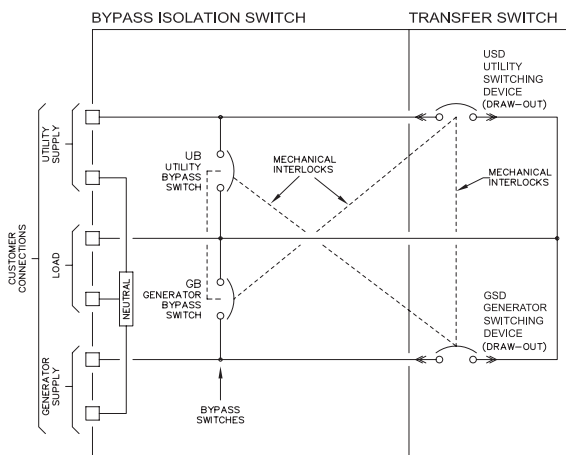 BYPASS ISOLATION SWITCH
TRANSFER SWITCH
USD
UTILITY
SWITCHING
DEVICE
(DRAW-OUT)
UTILITY
SUPPLY
UB
UTILITY
BYPASS
SWITCH
MECHANICAL
INTERLOCKS
MECHANICAL
INTERLOCKS
CUSTOMER
CONNECTIONS
LOAD
NEUTRAL
GB
GENERATOR
BYPASS
SWITCH
GSD
GENERATOR
SWITCHING
DEVICE
(DRAW-OUT)
GENERATOR
SUPPLY
BYPASS
SWITCHES